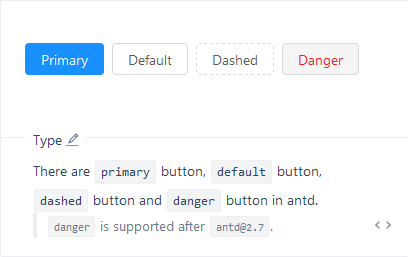 Primary Default Dashed Danger
Type
There are primary button, default button,
dashed button and danger button in antd.
danger is supported after antd@2.7.